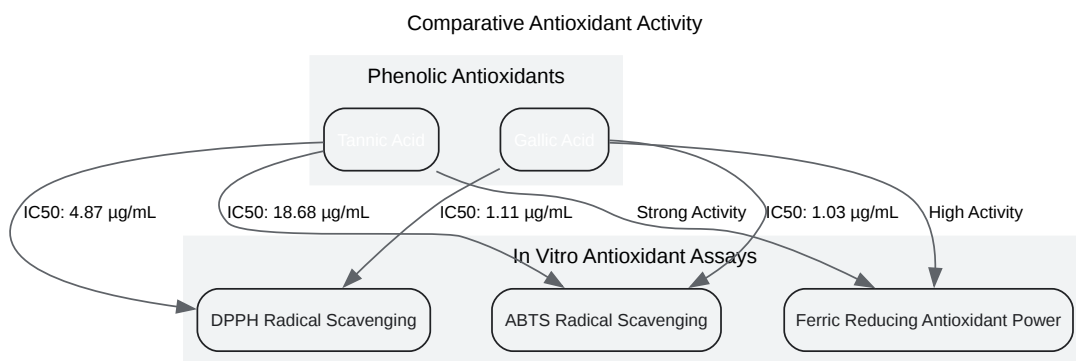 Comparative Antioxidant Activity
Phenolic Antioxidants
Tannic Acid
Gallic Acid
IC50: 4.87 µg/mL
IC50: 18.68 µg/mL
IC50: 1.11 µg/mL
Strong Activity
IC50: 1.03 µg/mL
High Activity
In Vitro Antioxidant Assays
DPPH Radical Scavenging
ABTS Radical Scavenging
Ferric Reducing Antioxidant Power